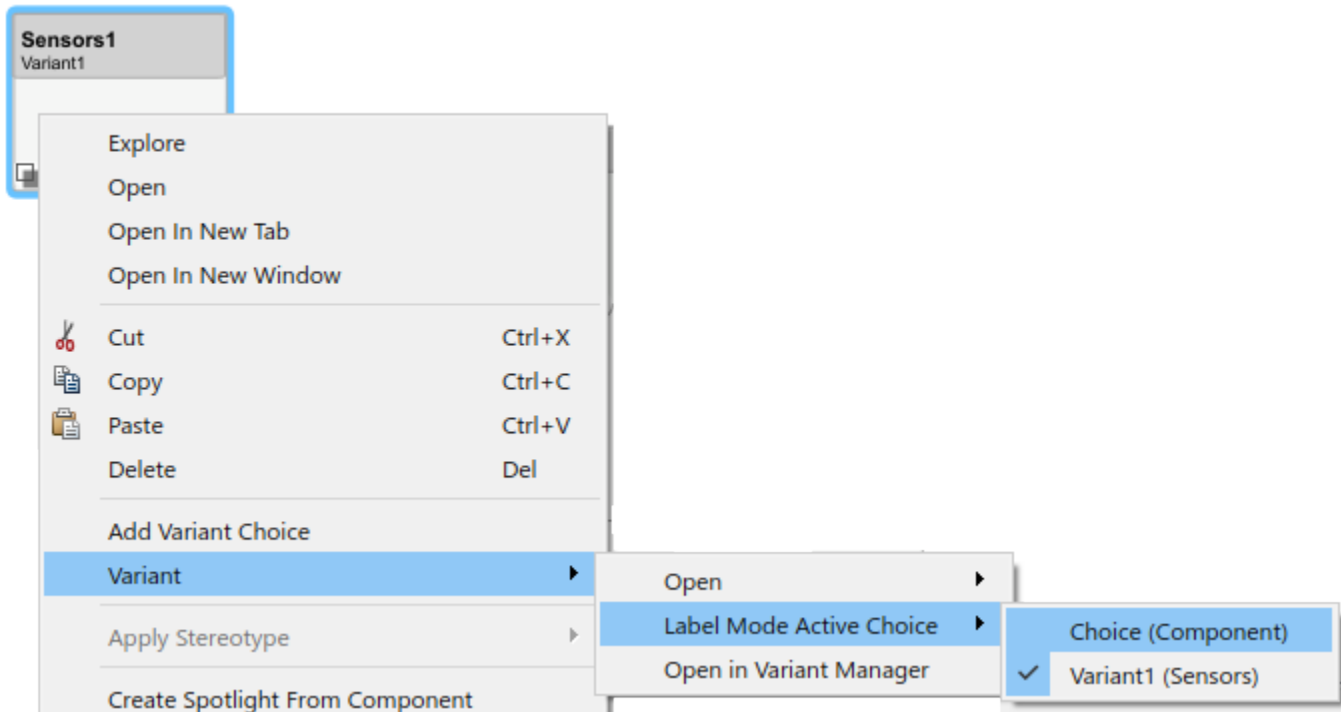 Sensors1
Variant1
Explore
Open
Open In New Tab
Open In New Window
Cut Ctrl+X
Copy Ctrl+C
Paste Ctrl+V
Delete Del
Add Variant Choice
Variant
Open
Label Mode Active Choice
Open in Variant Manager
Choice (Component)
Variant1 (Sensors)
Apply Stereotype
Create Spotlight From Component